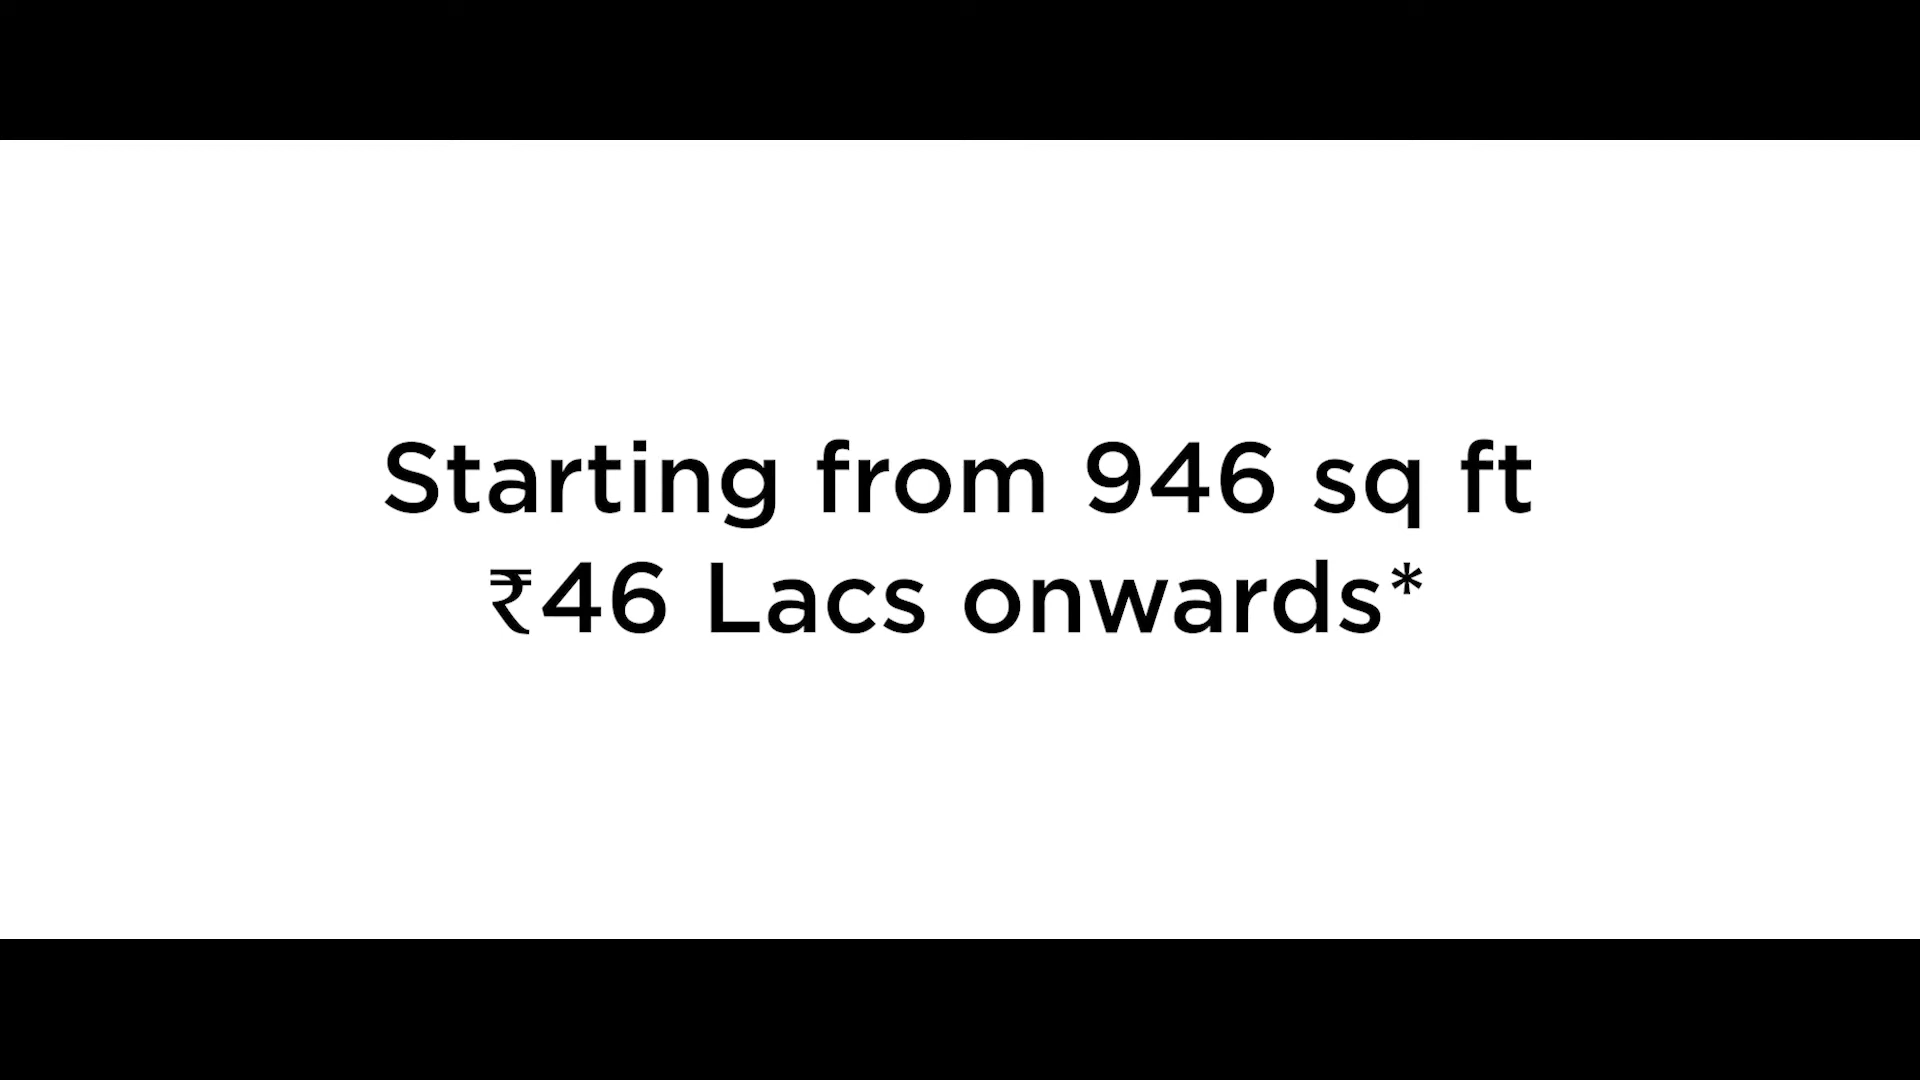 Starting from 946 sq ft
₹46 Lacs onwards*